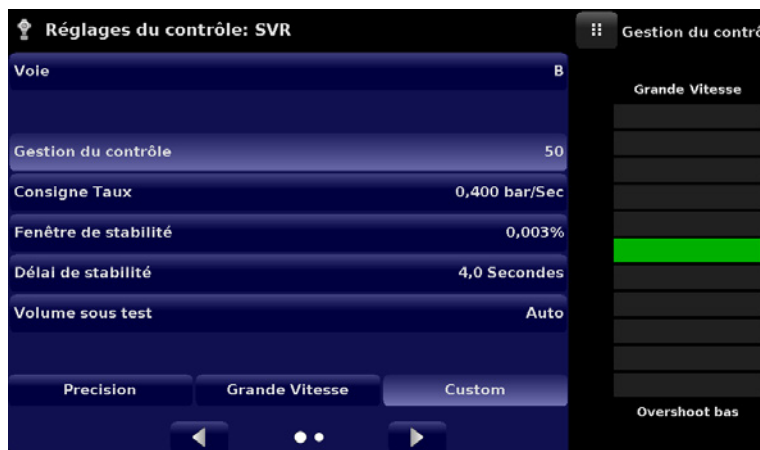 Réglages du contrôle: SVR
Voie B
Gestion du contrôle 50
Consigne Taux 0,400 bar/Sec
Fenêtre de stabilité 0,003%
Délai de stabilité 4,0 Secondes
Volume sous test Auto
Precision Grande Vitesse Custom
Gestion du contrô
Grande Vitesse
Overshoot bas